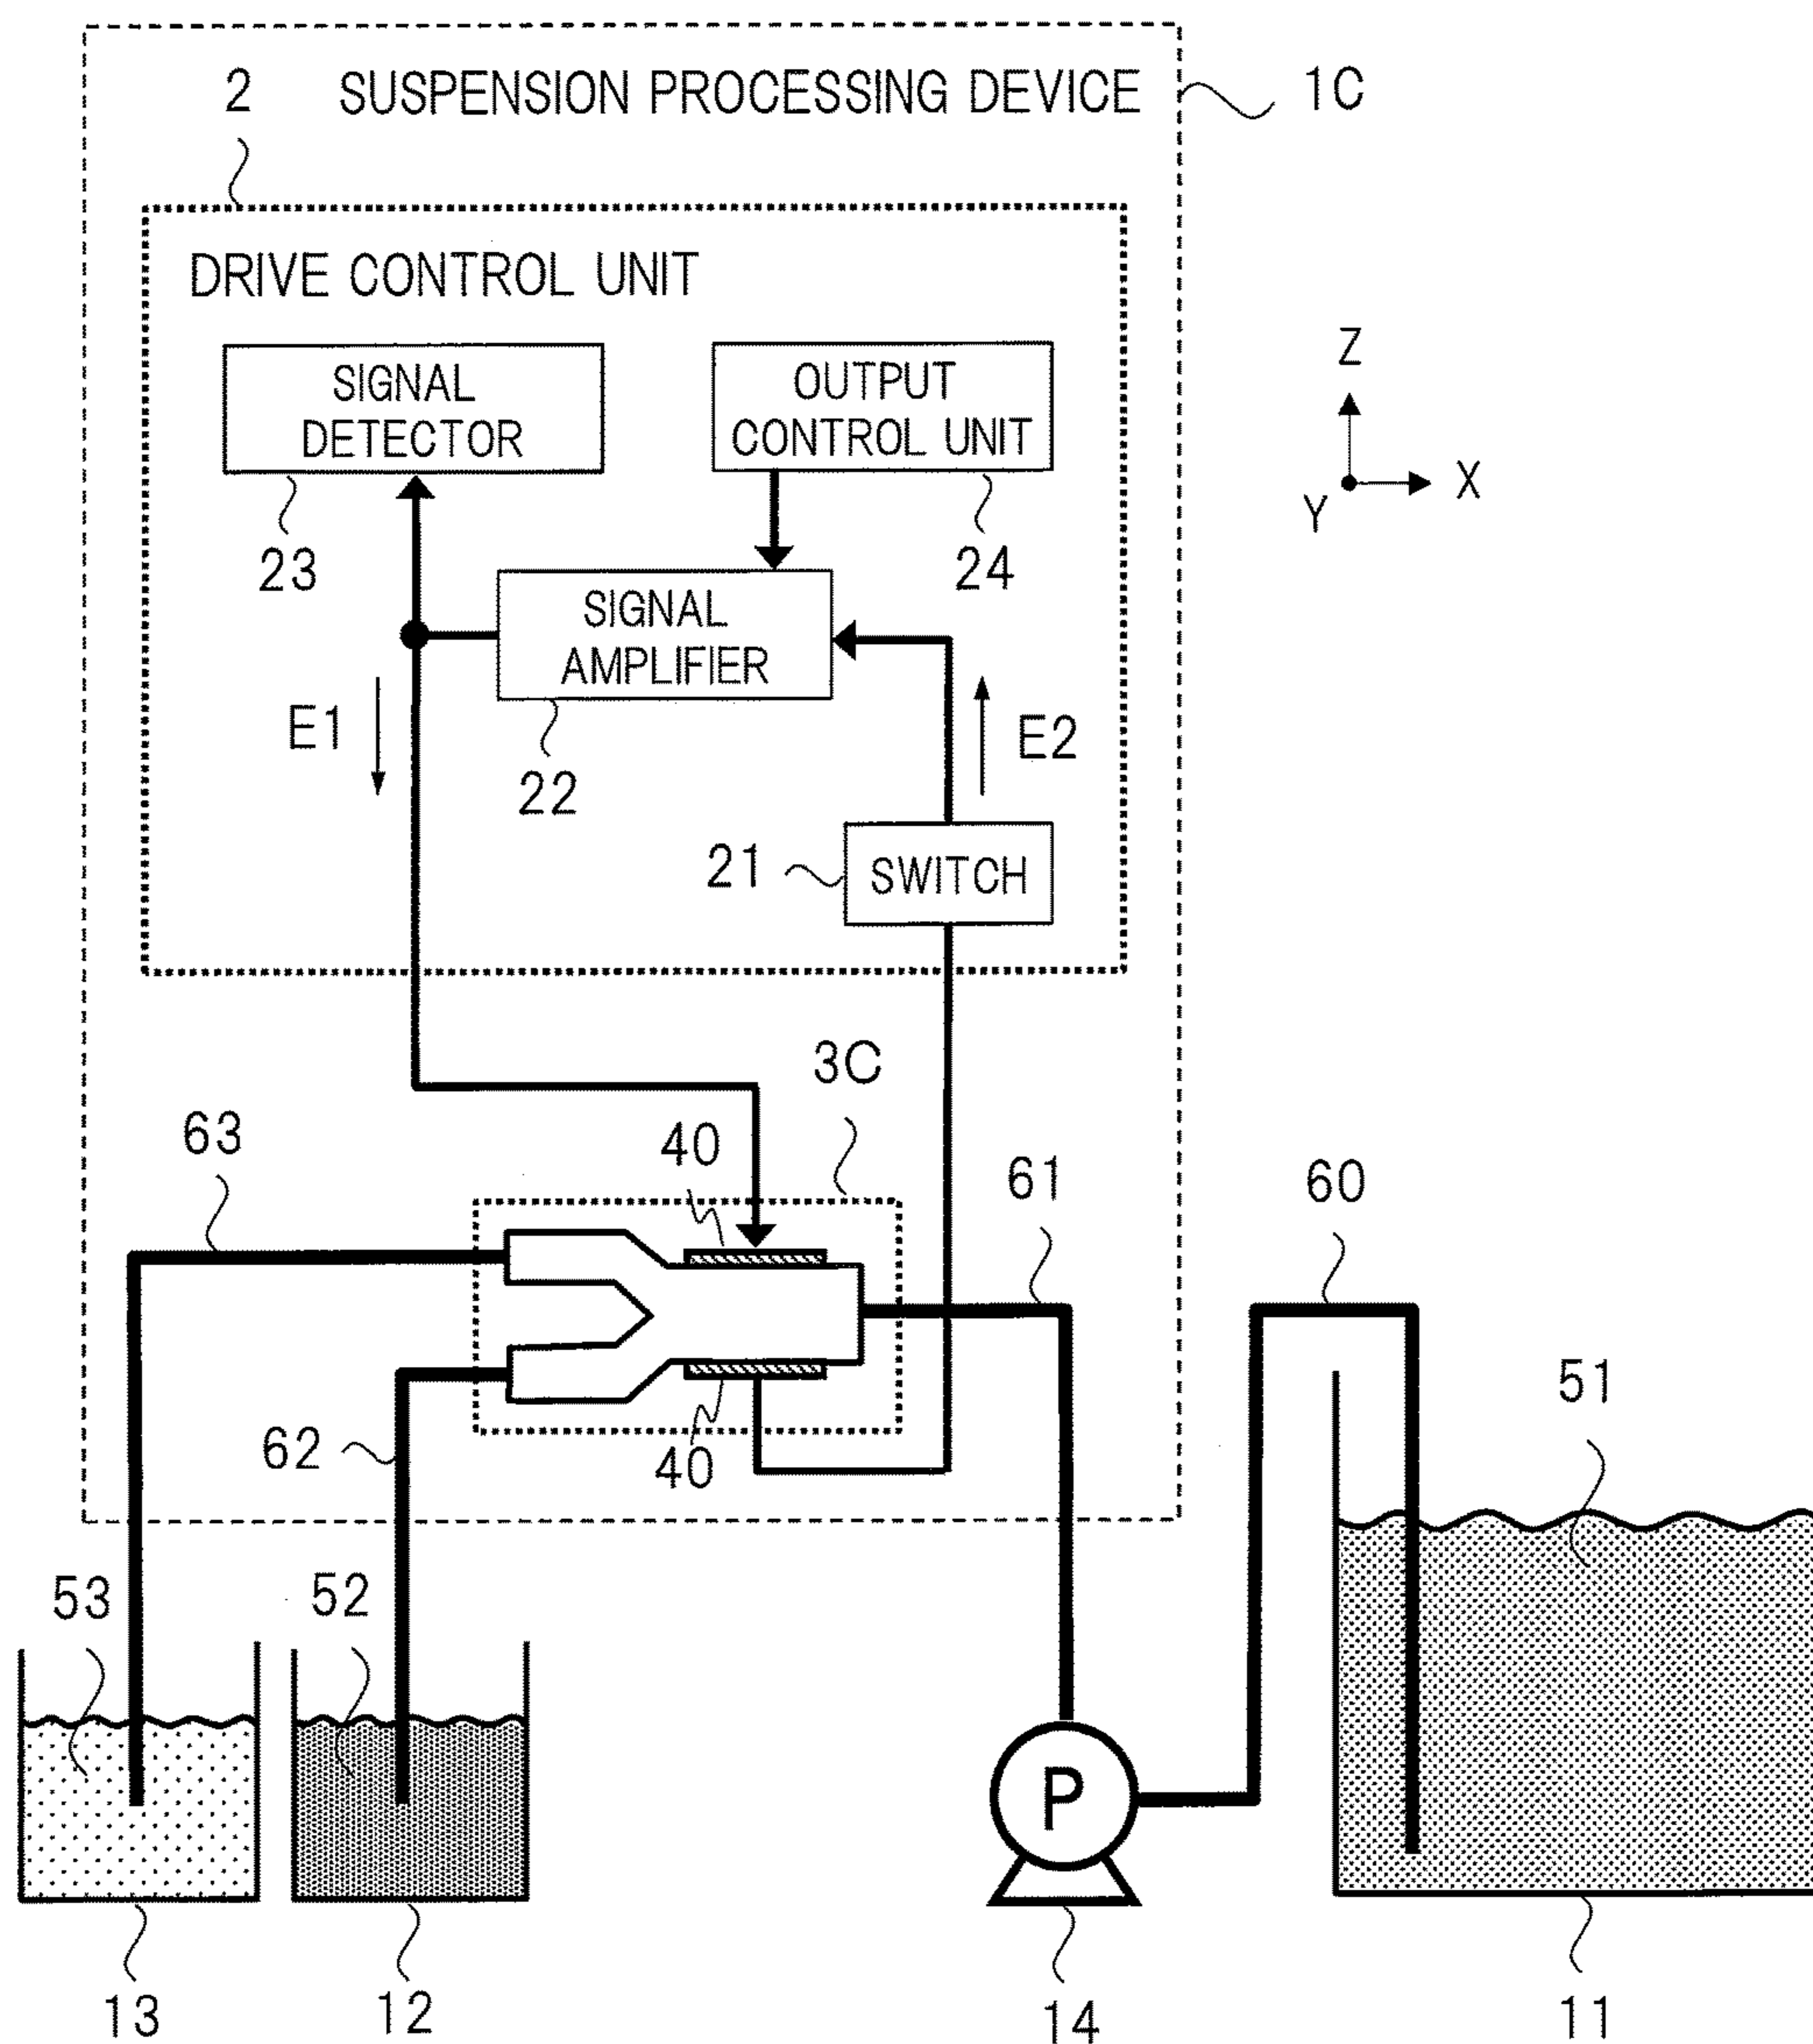 2 SUSPENSION PROCESSING DEVICE 1C
DRIVE CONTROL UNIT
SIGNAL
DETECTOR
OUTPUT
CONTROL UNIT
Z
X
Y
23
24
SIGNAL
AMPLIFIER
E1
E2
22
21
SWITCH
3C
63
40
61
60
51
62
40
53
52
P
13
12
14
11